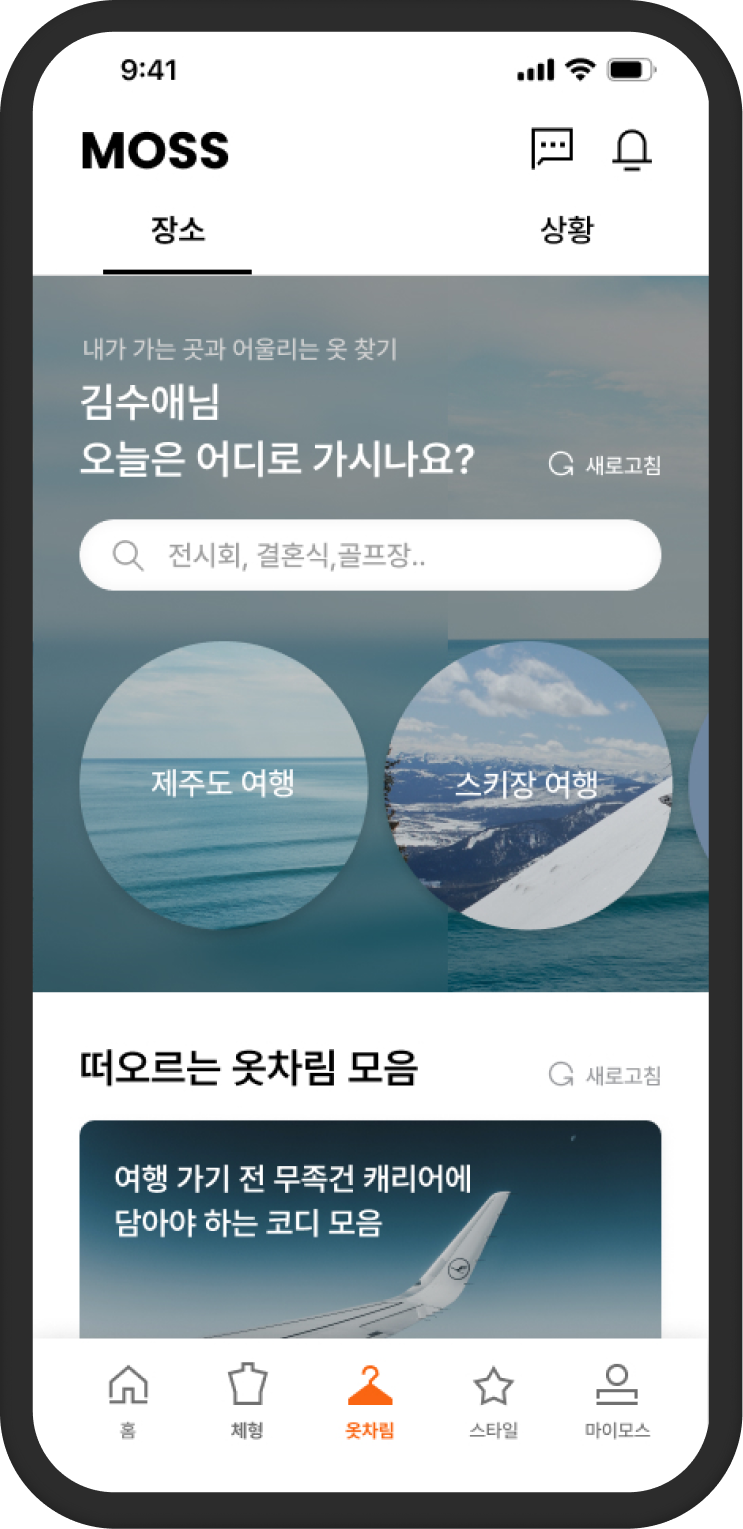 9:41
MOSS
장소
상황
내가 가는 곳과 어울리는 옷 찾기
김수애님
오늘은 어디로 가시나요?
새로고침
전시회, 결혼식,골프장..
제주도 여행
스키장 여행
떠오르는 옷차림 모음
새로고침
여행 가기 전 무족건 캐리어에
담아야 하는 코디 모음
홈
체형
옷차림
스타일
마이모스